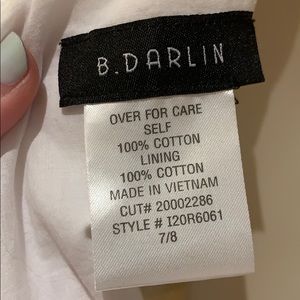 B.DARLIN
OVER FOR CARE
SELF
100% COTTON
LINING
100% COTTON
MADE IN VIETNAM
CUT# 20002286
STYLE # I20R6061
7/8